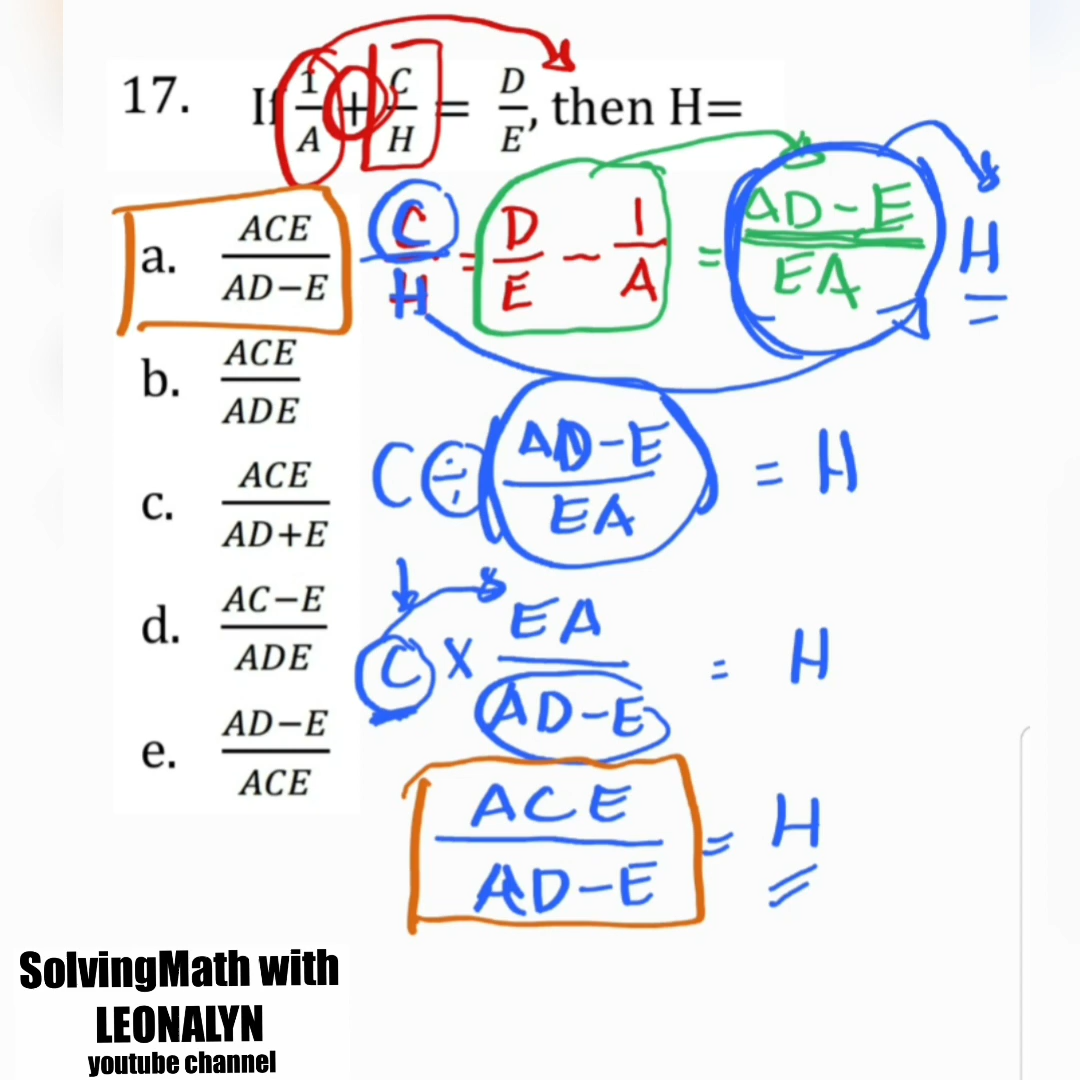 17. If 1/A + C/H = D/E, then H=
a. ACE/AD−E
C/H = D/E − 1/A = AD−E/EA H
b. ACE/ADE
C ÷ AD−E/EA = H
c. ACE/AD+E
d. AC−E/ADE
C x EA/AD−E = H
e. AD−E/ACE
ACE/AD−E = H
SolvingMath with
LEONALYN
youtube channel